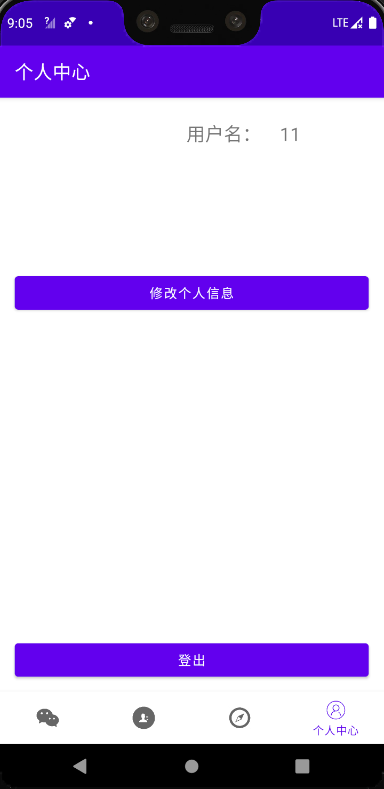 9:05 LTE
个人中心
用户名： 11
修改个人信息
登出
个人中心